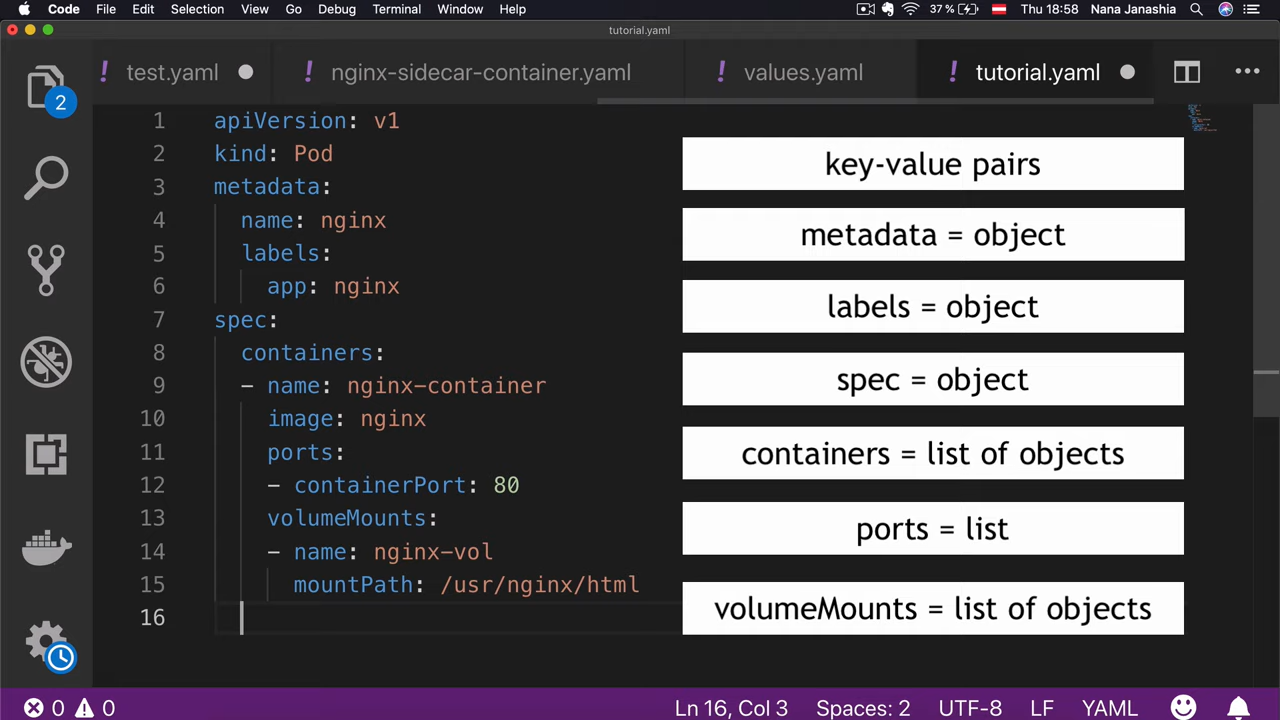 Code File Edit Selection View Go Debug Terminal Window Help 37 % Thu 18:58 Nana Janashia
tutorial.yaml
! test.yaml ! nginx-sidecar-container.yaml ! values.yaml ! tutorial.yaml
2
1 apiVersion: v1
2 kind: Pod
3 metadata:
4 name: nginx
5 labels:
6 app: nginx
7 spec:
8 containers:
9 - name: nginx-container
10 image: nginx
11 ports:
12 - containerPort: 80
13 volumeMounts:
14 - name: nginx-vol
15 mountPath: /usr/nginx/html
16
key-value pairs
metadata = object
labels = object
spec = object
containers = list of objects
ports = list
volumeMounts = list of objects
0 0 Ln 16, Col 3 Spaces: 2 UTF-8 LF YAML